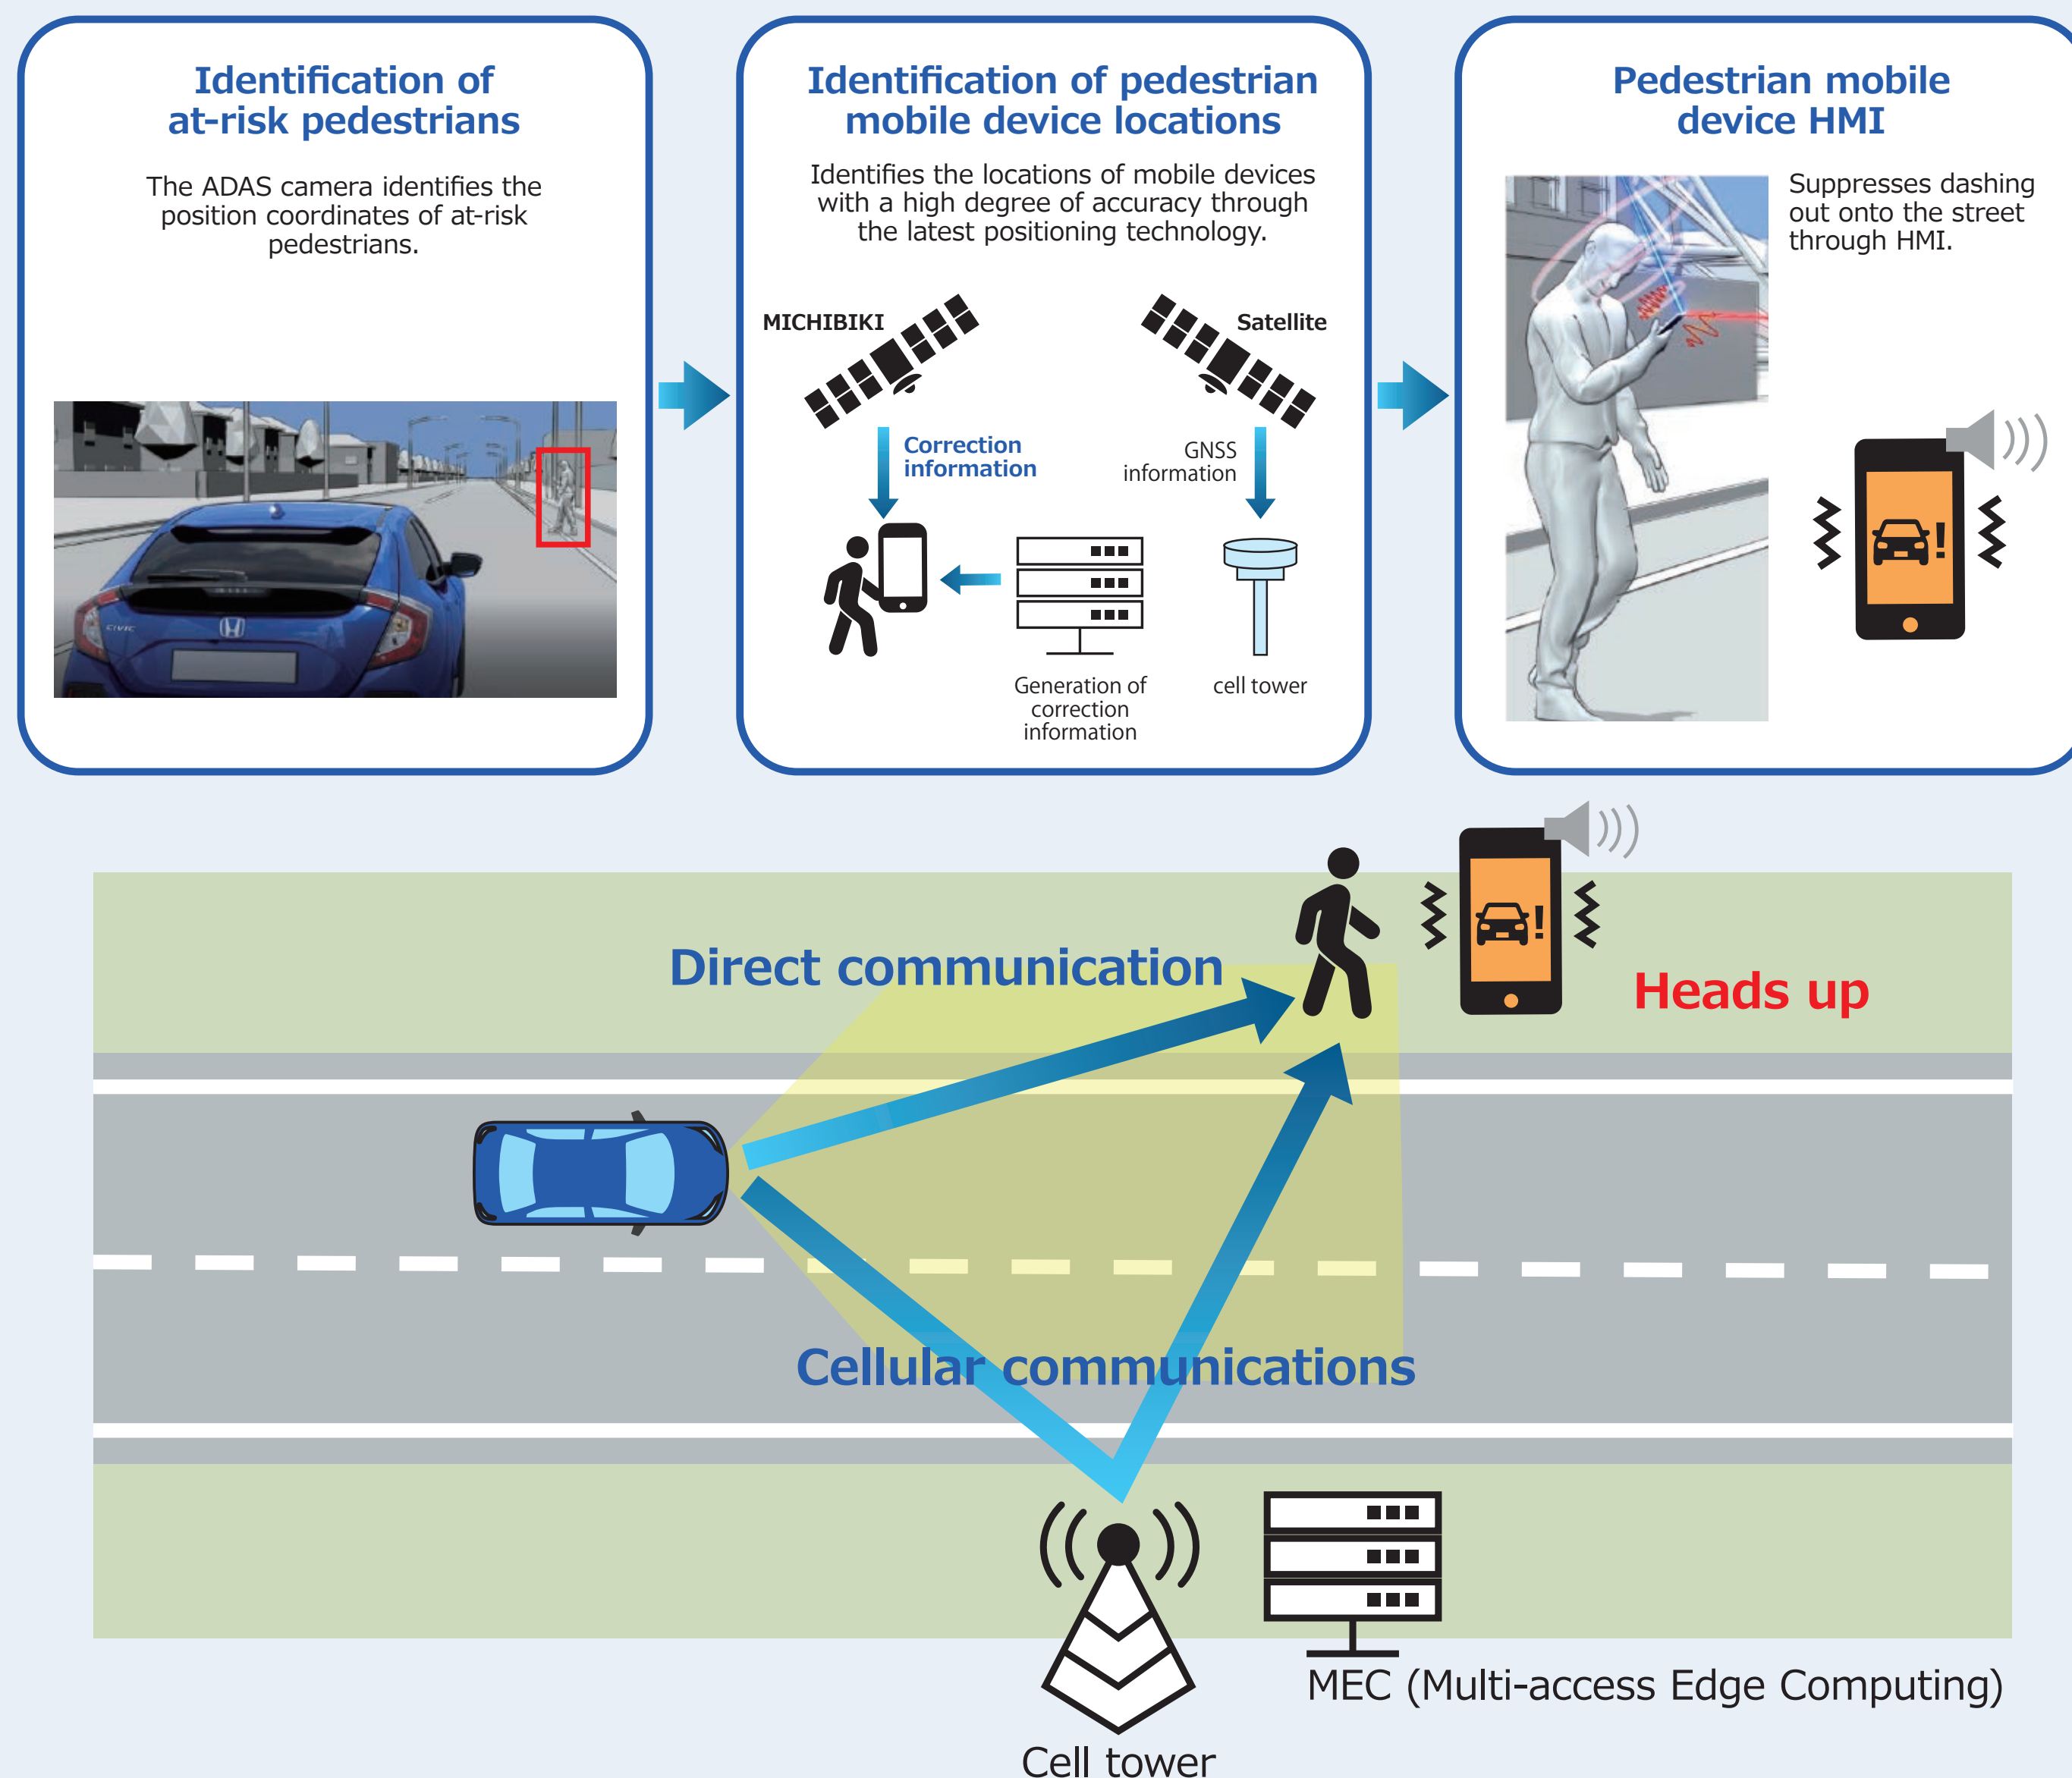 Identification of
at-risk pedestrians
The ADAS camera identifies the
position coordinates of at-risk
pedestrians.
CIVIC
Identification of pedestrian
mobile device locations
Identifies the locations of mobile devices
with a high degree of accuracy through
the latest positioning technology.
MICHIBIKI
Satellite
Correction
information
GNSS
information
Generation of
correction
information
cell tower
Pedestrian mobile
device HMI
Suppresses dashing
out onto the street
through HMI.
!
Direct communication
!
Heads up
Cellular communications
MEC (Multi-access Edge Computing)
Cell tower